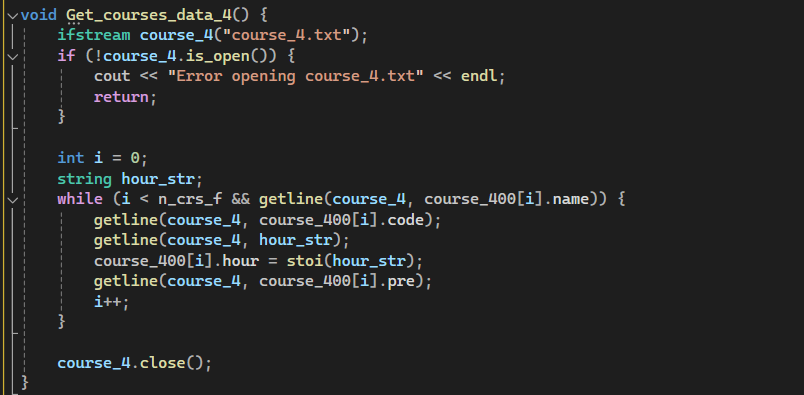 void Get_courses_data_4() {
    ifstream course_4("course_4.txt");
    if (!course_4.is_open()) {
        cout << "Error opening course_4.txt" << endl;
        return;
    }

    int i = 0;
    string hour_str;
    while (i < n_crs_f && getline(course_4, course_400[i].name)) {
        getline(course_4, course_400[i].code);
        getline(course_4, hour_str);
        course_400[i].hour = stoi(hour_str);
        getline(course_4, course_400[i].pre);
        i++;
    }

    course_4.close();
}